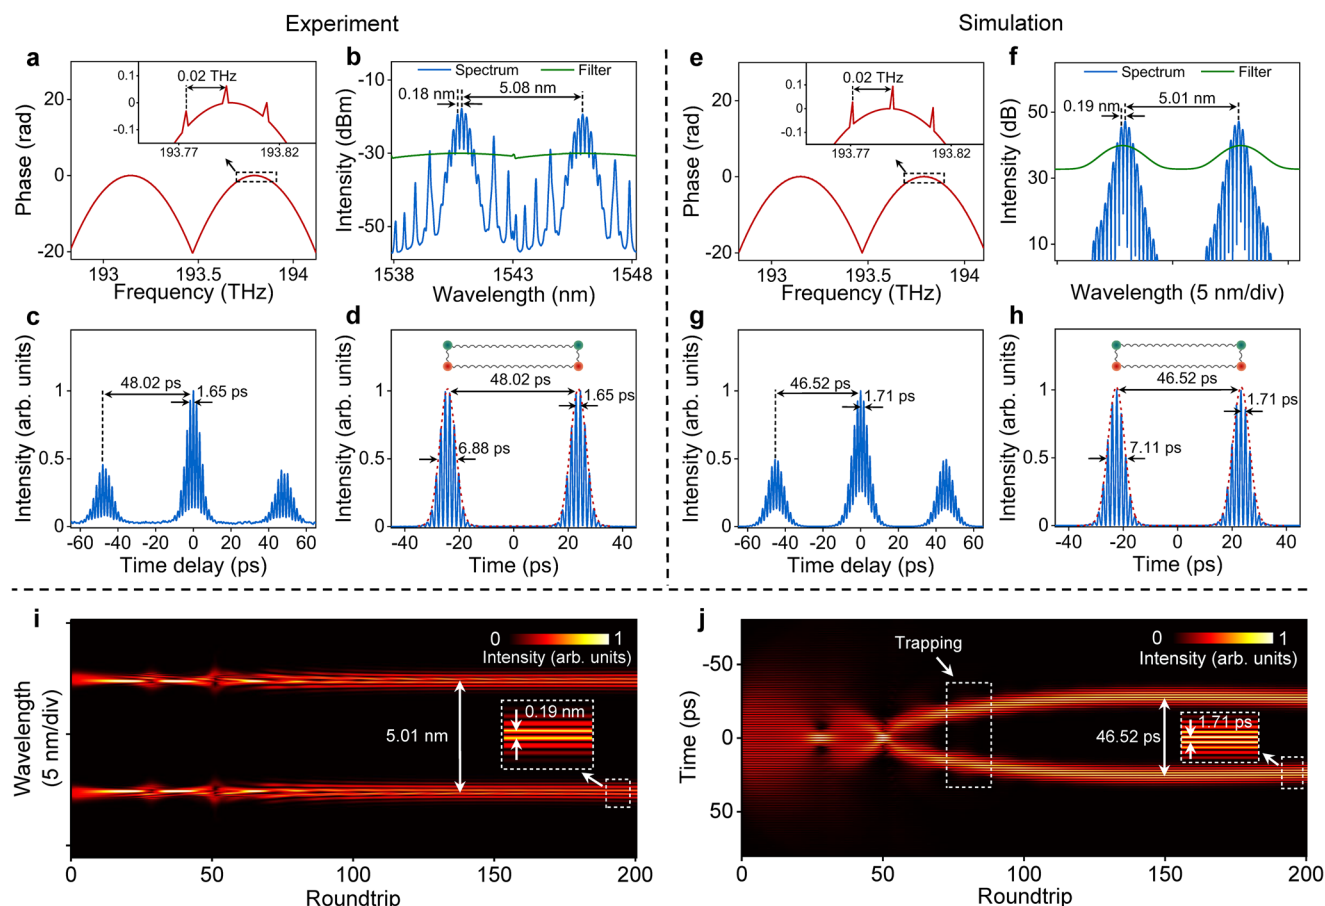 Experiment
Simulation
a
Phase (rad)
20
0
-20
0.1
0
-0.1
0.02 THz
193.77
193.82
193
193.5
194
Frequency (THz)
b
Intensity (dBm)
-10
-30
-50
Spectrum
Filter
0.18 nm
5.08 nm
1538
1543
1548
Wavelength (nm)
e
Phase (rad)
20
0
-20
0.1
0
-0.1
0.02 THz
193.77
193.82
193
193.5
194
Frequency (THz)
f
Intensity (dB)
50
30
10
Spectrum
Filter
0.19 nm
5.01 nm
Wavelength (5 nm/div)
c
Intensity (arb. units)
1
0.5
0
48.02 ps
1.65 ps
-60 -40 -20 0 20 40 60
Time delay (ps)
d
Intensity (arb. units)
1
0.5
0
48.02 ps
1.65 ps
6.88 ps
-40 -20 0 20 40
Time (ps)
g
Intensity (arb. units)
1
0.5
0
46.52 ps
1.71 ps
-60 -40 -20 0 20 40 60
Time delay (ps)
h
Intensity (arb. units)
1
0.5
0
46.52 ps
1.71 ps
7.11 ps
-40 -20 0 20 40
Time (ps)
i
Wavelength
(5 nm/div)
0 1
Intensity (arb. units)
5.01 nm
0.19 nm
0 50 100 150 200
Roundtrip
j
Time (ps)
-50
0
50
Trapping
0 1
Intensity (arb. units)
46.52 ps
1.71 ps
0 50 100 150 200
Roundtrip